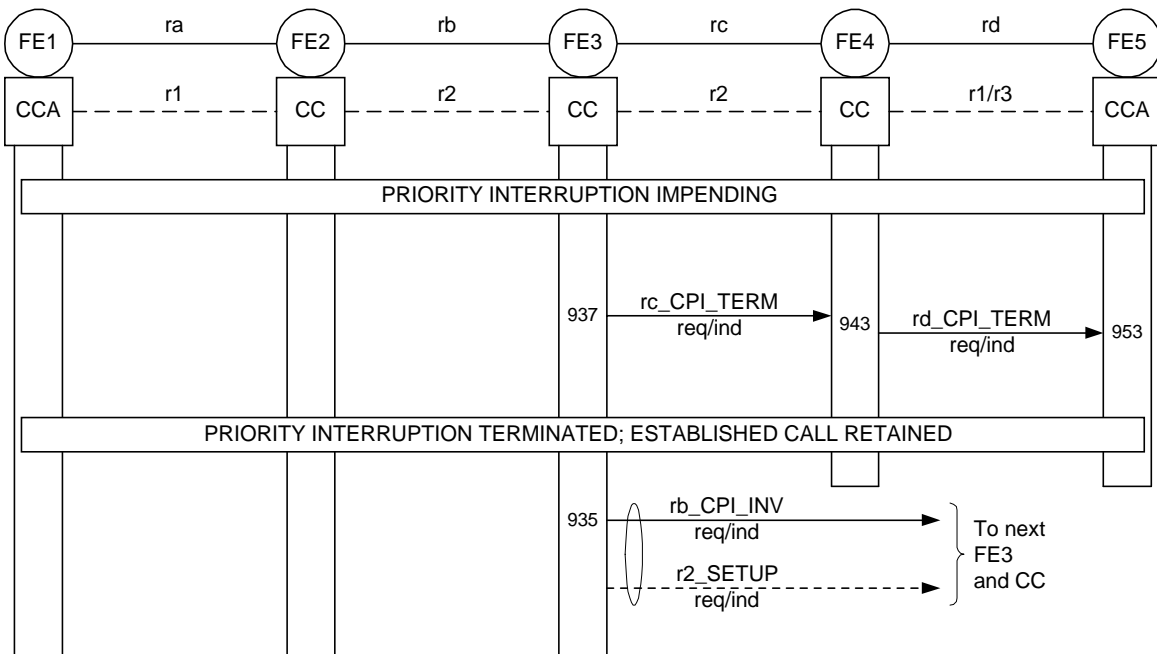 ra
rb
rc
rd
FE1
FE2
FE3
FE4
FE5
r1
r2
r2
r1/r3
CCA
CC
CC
CC
CCA
PRIORITY INTERRUPTION IMPENDING
937
rc_CPI_TERM
req/ind
943
rd_CPI_TERM
req/ind
953
PRIORITY INTERRUPTION TERMINATED; ESTABLISHED CALL RETAINED
935
rb_CPI_INV
req/ind
r2_SETUP
req/ind
To next
FE3
and CC